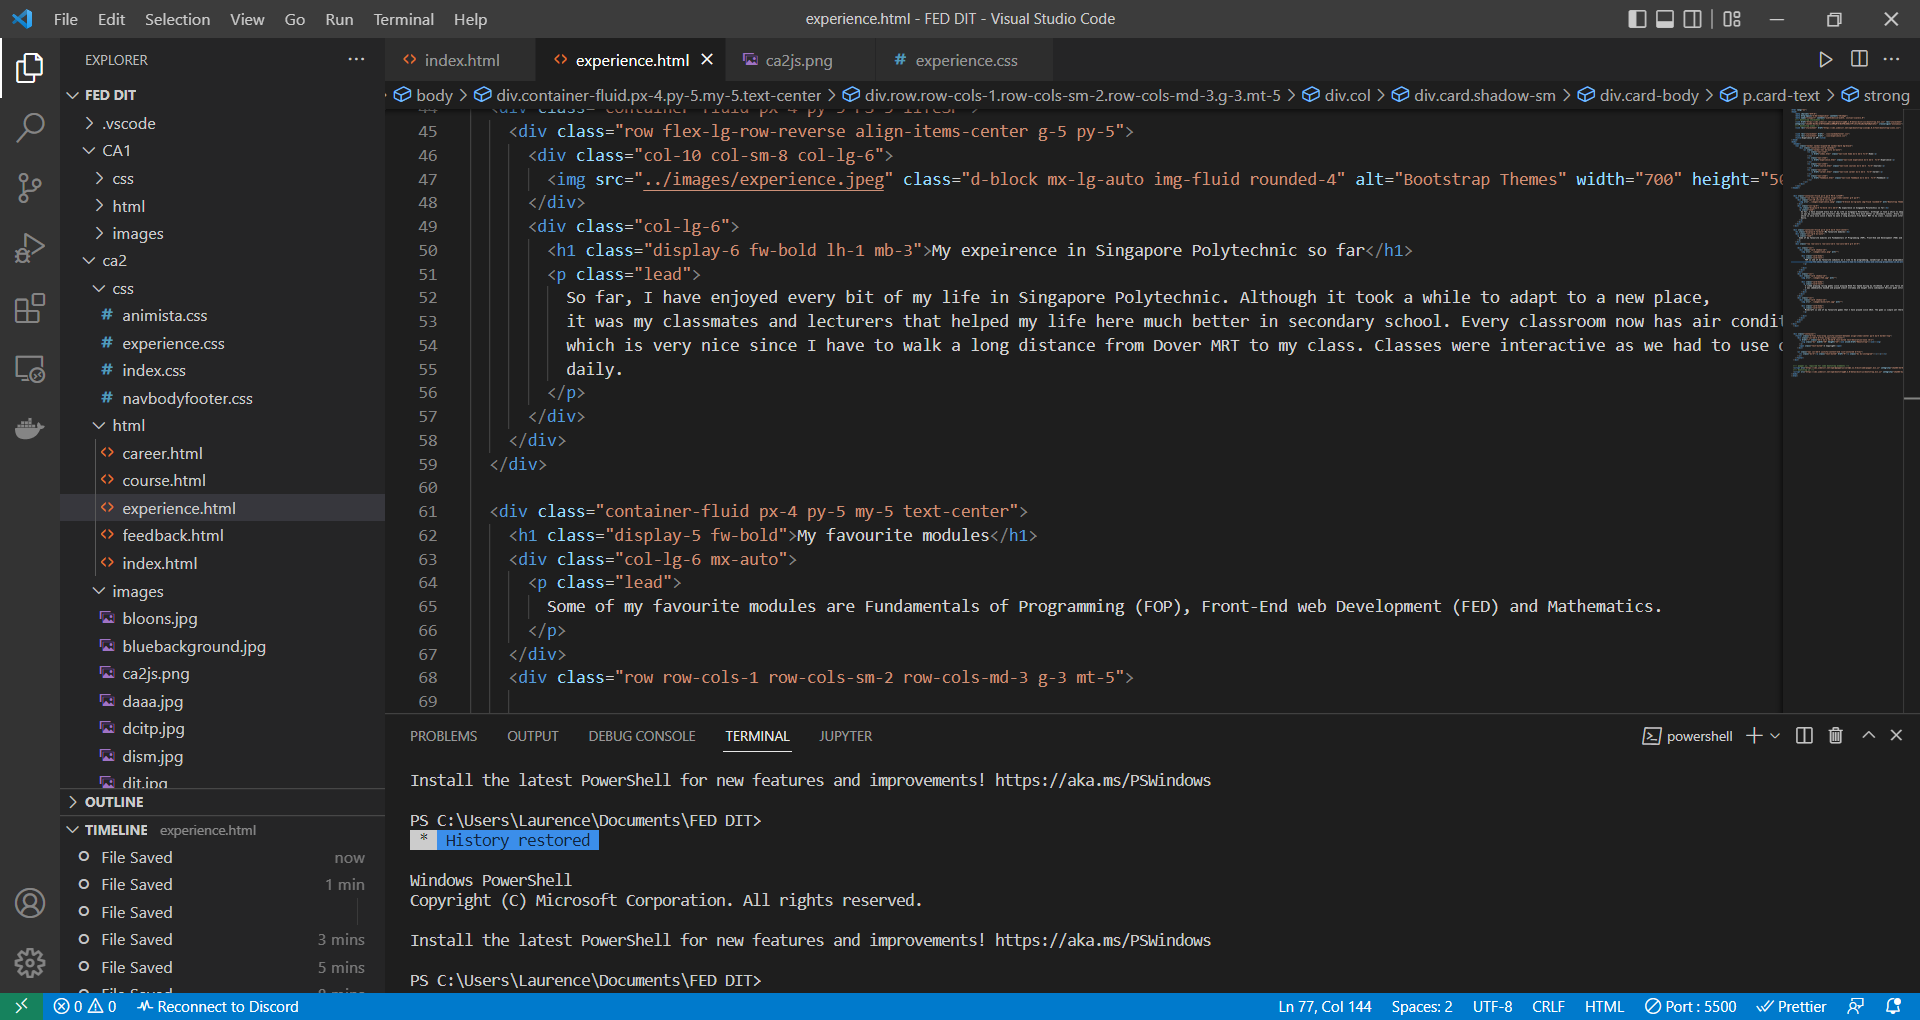 File Edit Selection View Go Run Terminal Help
experience.html - FED DIT - Visual Studio Code
EXPLORER
FED DIT
.vscode
CA1
css
html
images
ca2
css
# animista.css
# experience.css
# index.css
# navbodyfooter.css
html
<> career.html
<> course.html
<> experience.html
<> feedback.html
<> index.html
images
bloons.jpg
bluebackground.jpg
ca2js.png
daaa.jpg
dcitp.jpg
dism.jpg
dit.jpg
OUTLINE
TIMELINE experience.html
File Saved now
File Saved 1 min
File Saved
File Saved 3 mins
File Saved 5 mins
File Saved 8 mins
<> index.html
<> experience.html
ca2js.png
# experience.css
body > div.container-fluid.px-4.py-5.my-5.text-center > div.row.row-cols-1.row-cols-sm-2.row-cols-md-3.g-3.mt-5 > div.col > div.card.shadow-sm > div.card-body > p.card-text > strong
45 <div class="row flex-lg-row-reverse align-items-center g-5 py-5">
46 <div class="col-10 col-sm-8 col-lg-6">
47 <img src="../images/experience.jpeg" class="d-block mx-lg-auto img-fluid rounded-4" alt="Bootstrap Themes" width="700" height="50
48 </div>
49 <div class="col-lg-6">
50 <h1 class="display-6 fw-bold lh-1 mb-3">My expeirence in Singapore Polytechnic so far</h1>
51 <p class="lead">
52 So far, I have enjoyed every bit of my life in Singapore Polytechnic. Although it took a while to adapt to a new place,
53 it was my classmates and lecturers that helped my life here much better in secondary school. Every classroom now has air condit
54 which is very nice since I have to walk a long distance from Dover MRT to my class. Classes were interactive as we had to use
55 daily.
56 </p>
57 </div>
58 </div>
59 </div>
60
61 <div class="container-fluid px-4 py-5 my-5 text-center">
62 <h1 class="display-5 fw-bold">My favourite modules</h1>
63 <div class="col-lg-6 mx-auto">
64 <p class="lead">
65 Some of my favourite modules are Fundamentals of Programming (FOP), Front-End web Development (FED) and Mathematics.
66 </p>
67 </div>
68 <div class="row row-cols-1 row-cols-sm-2 row-cols-md-3 g-3 mt-5">
69
PROBLEMS OUTPUT DEBUG CONSOLE TERMINAL JUPYTER
powershell
Install the latest PowerShell for new features and improvements! https://aka.ms/PSWindows
PS C:\Users\Laurence\Documents\FED DIT>
* History restored
Windows PowerShell
Copyright (C) Microsoft Corporation. All rights reserved.
Install the latest PowerShell for new features and improvements! https://aka.ms/PSWindows
PS C:\Users\Laurence\Documents\FED DIT>
0 0 Reconnect to Discord
Ln 77, Col 144 Spaces: 2 UTF-8 CRLF HTML Port : 5500 Prettier